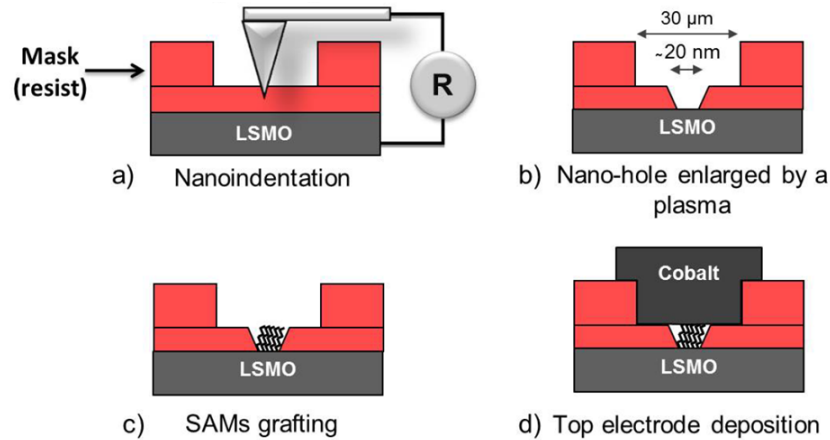 Mask
(resist)
R
LSMO
a) Nanoindentation
30 µm
~20 nm
LSMO
b) Nano-hole enlarged by a
plasma
LSMO
c) SAMs grafting
Cobalt
LSMO
d) Top electrode deposition